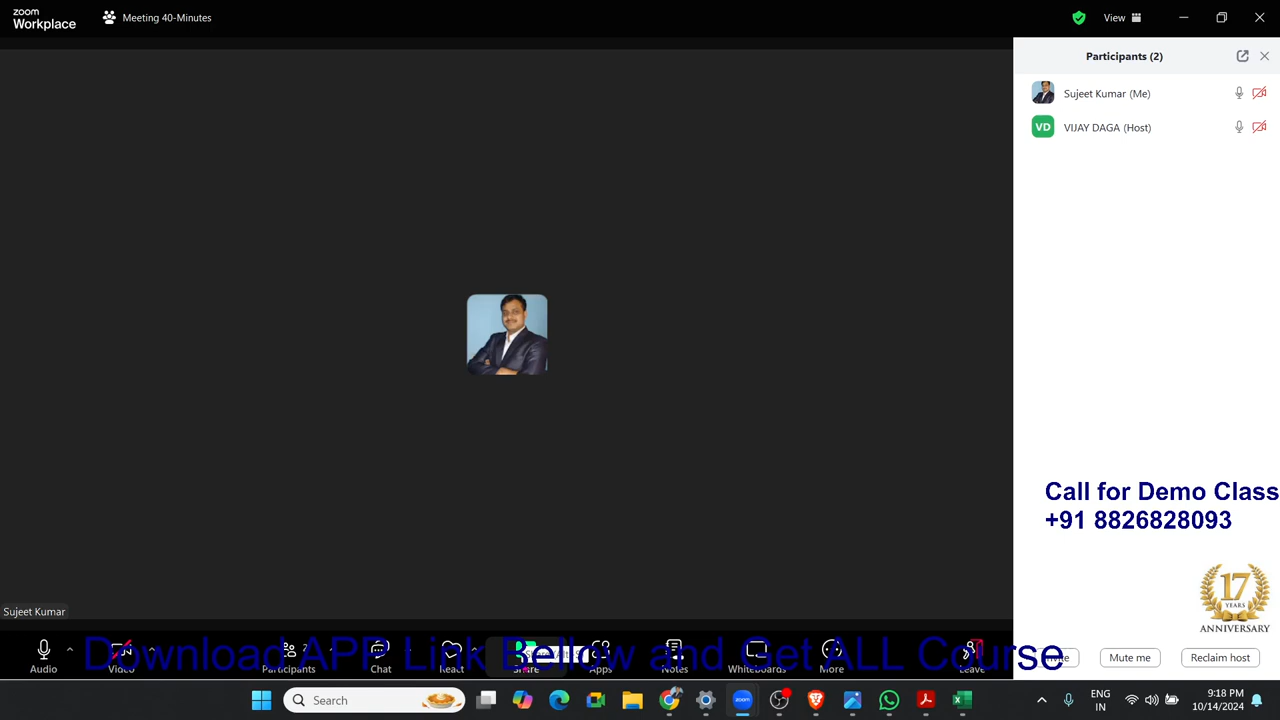 zoom
Workplace
Meeting 40-Minutes
View
Participants (2)
Sujeet Kumar (Me)
VD
VIJAY DAGA (Host)
Call for Demo Class
+91 8826828093
17
YEARS
ANNIVERSARY
Sujeet Kumar
Download APP Link Bellow and Get ALL Course
Audio
Video
Participants
Chat
React
Share
Apps
Notes
Whiteboards
More
Leave
Mute me
Reclaim host
Search
ENG
IN
9:18 PM
10/14/2024